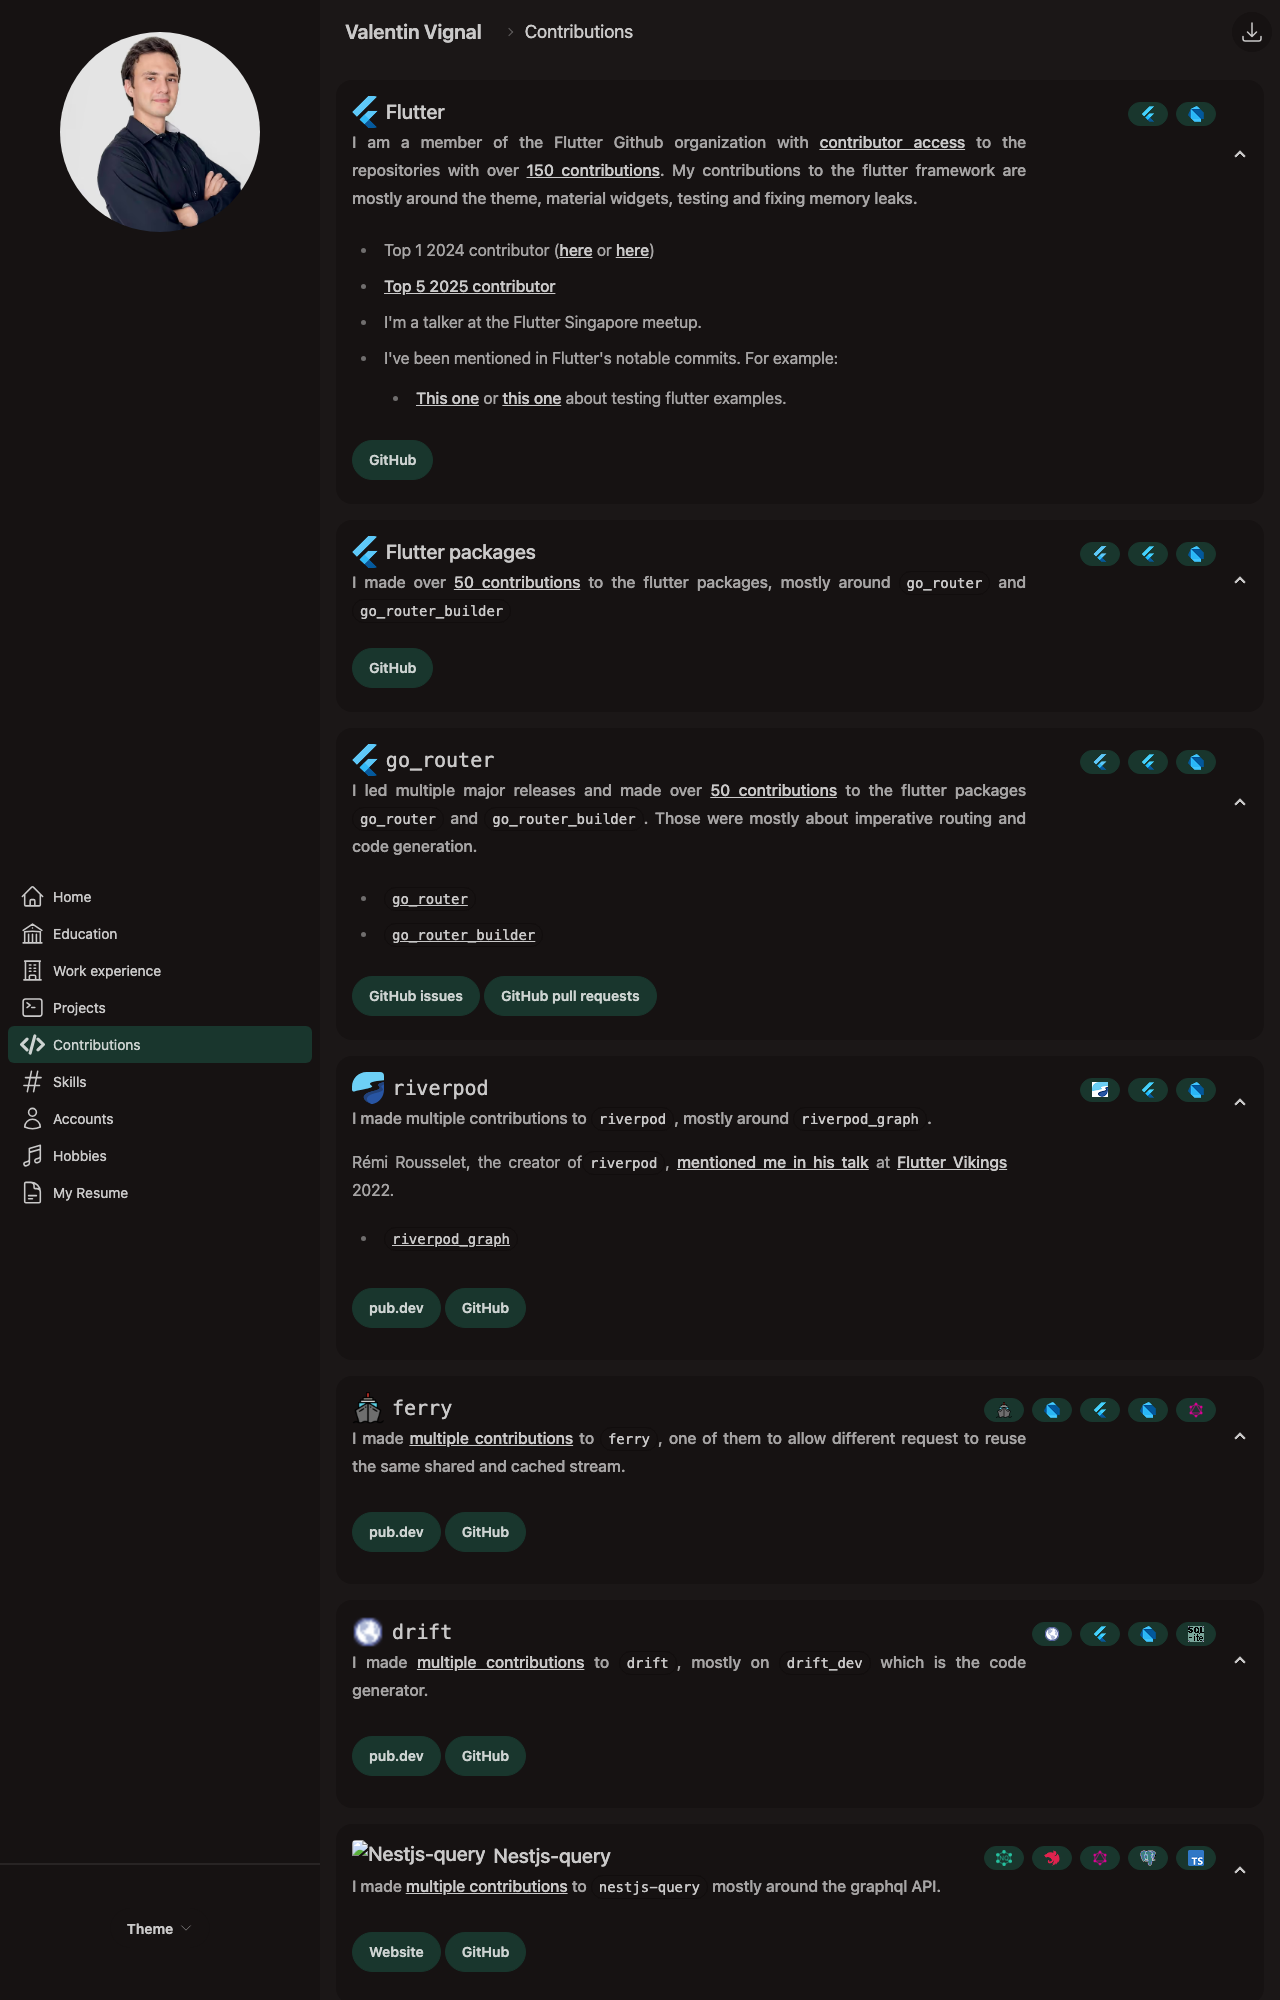 Valentin Vignal
Contributions
Flutter
I am a member of the Flutter Github organization with contributor access to the
repositories with over 150 contributions. My contributions to the flutter framework are
mostly around the theme, material widgets, testing and fixing memory leaks.
Top 1 2024 contributor (here or here)
Top 5 2025 contributor
I'm a talker at the Flutter Singapore meetup.
I've been mentioned in Flutter's notable commits. For example:
This one or this one about testing flutter examples.
GitHub
Flutter packages
I made over 50 contributions to the flutter packages, mostly around go_router and
go_router_builder
GitHub
go_router
I led multiple major releases and made over 50 contributions to the flutter packages
go_router and go_router_builder. Those were mostly about imperative routing and
code generation.
go_router
go_router_builder
GitHub issues
GitHub pull requests
Home
Education
Work experience
Projects
Contributions
Skills
Accounts
Hobbies
My Resume
riverpod
I made multiple contributions to riverpod, mostly around riverpod_graph.
Rémi Rousselet, the creator of riverpod, mentioned me in his talk at Flutter Vikings
2022.
riverpod_graph
pub.dev
GitHub
ferry
I made multiple contributions to ferry, one of them to allow different request to reuse
the same shared and cached stream.
pub.dev
GitHub
drift
I made multiple contributions to drift, mostly on drift_dev which is the code
generator.
pub.dev
GitHub
Nestjs-query Nestjs-query
TS
I made multiple contributions to nestjs-query mostly around the graphql API.
Website
GitHub
Theme